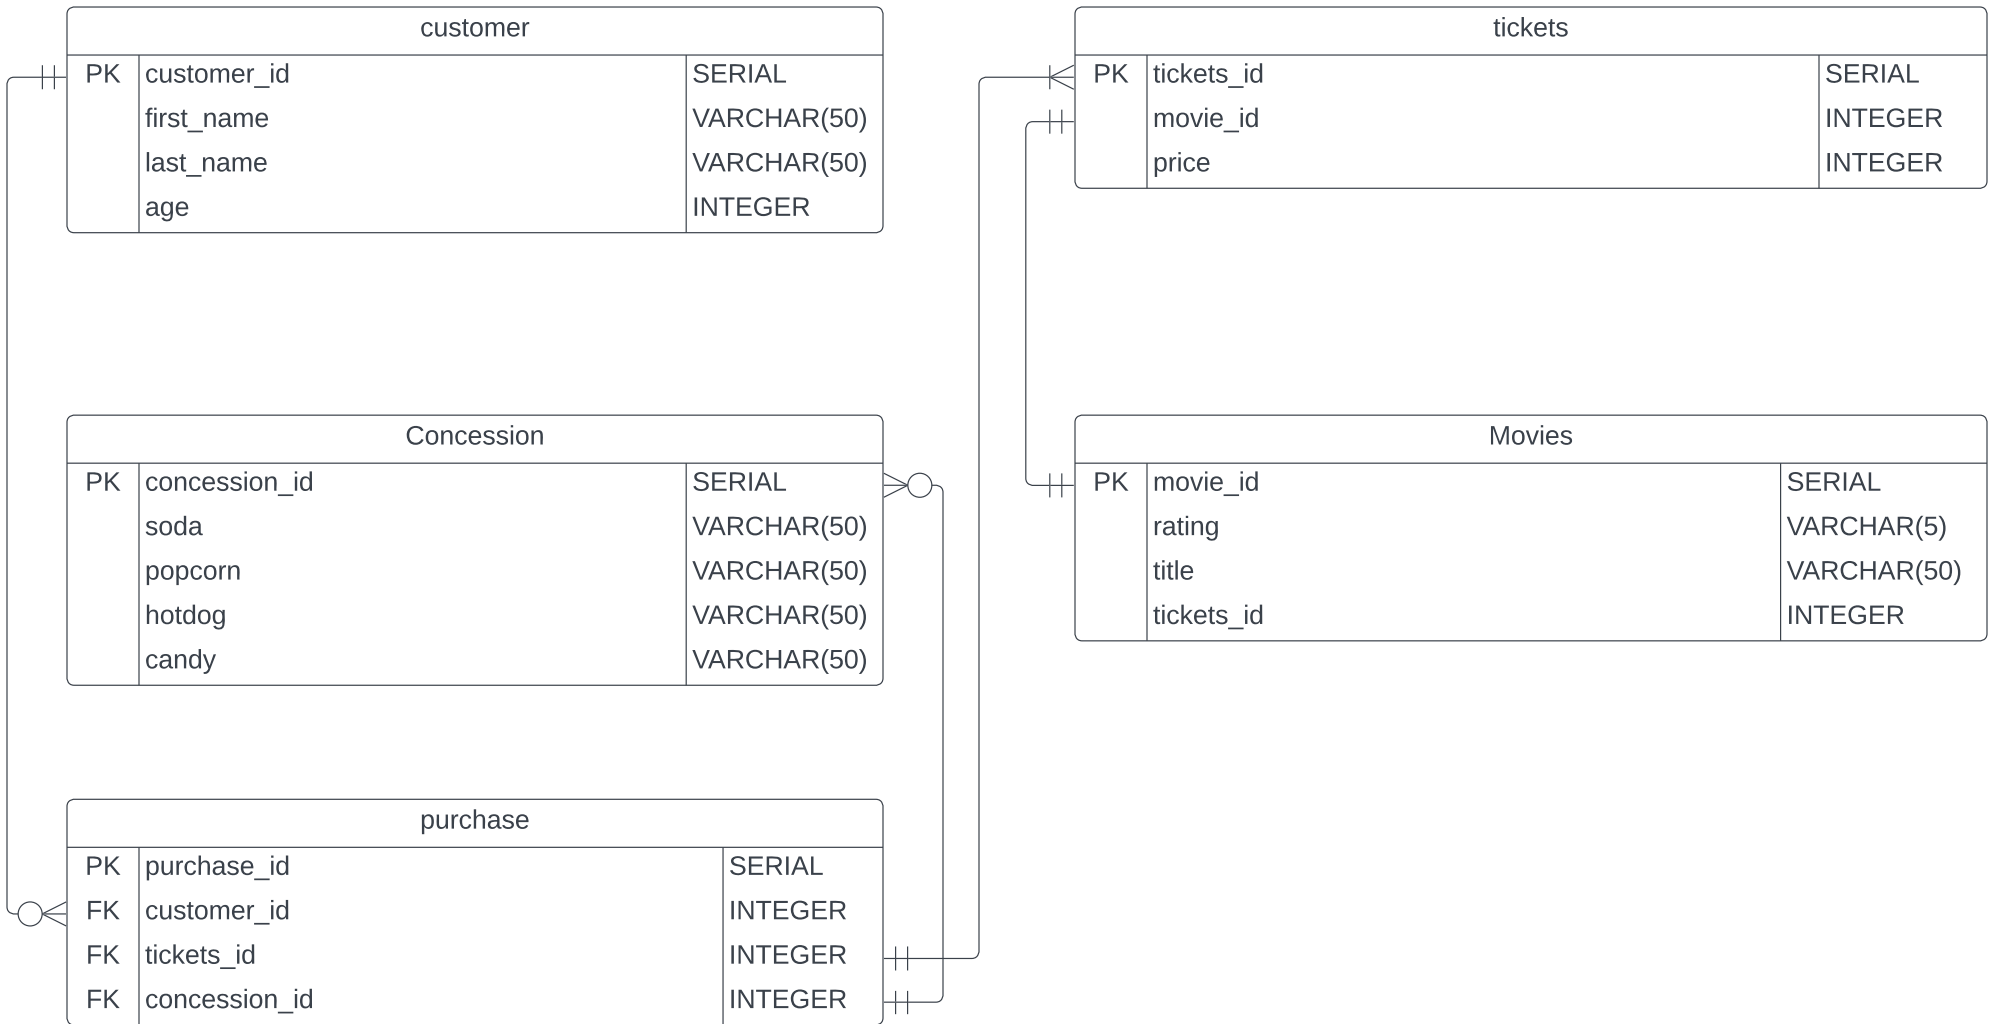 customer
PK customer_id SERIAL
first_name VARCHAR(50)
last_name VARCHAR(50)
age INTEGER
tickets
PK tickets_id SERIAL
movie_id INTEGER
price INTEGER
Concession
PK concession_id SERIAL
soda VARCHAR(50)
popcorn VARCHAR(50)
hotdog VARCHAR(50)
candy VARCHAR(50)
Movies
PK movie_id SERIAL
rating VARCHAR(5)
title VARCHAR(50)
tickets_id INTEGER
purchase
PK purchase_id SERIAL
FK customer_id INTEGER
FK tickets_id INTEGER
FK concession_id INTEGER